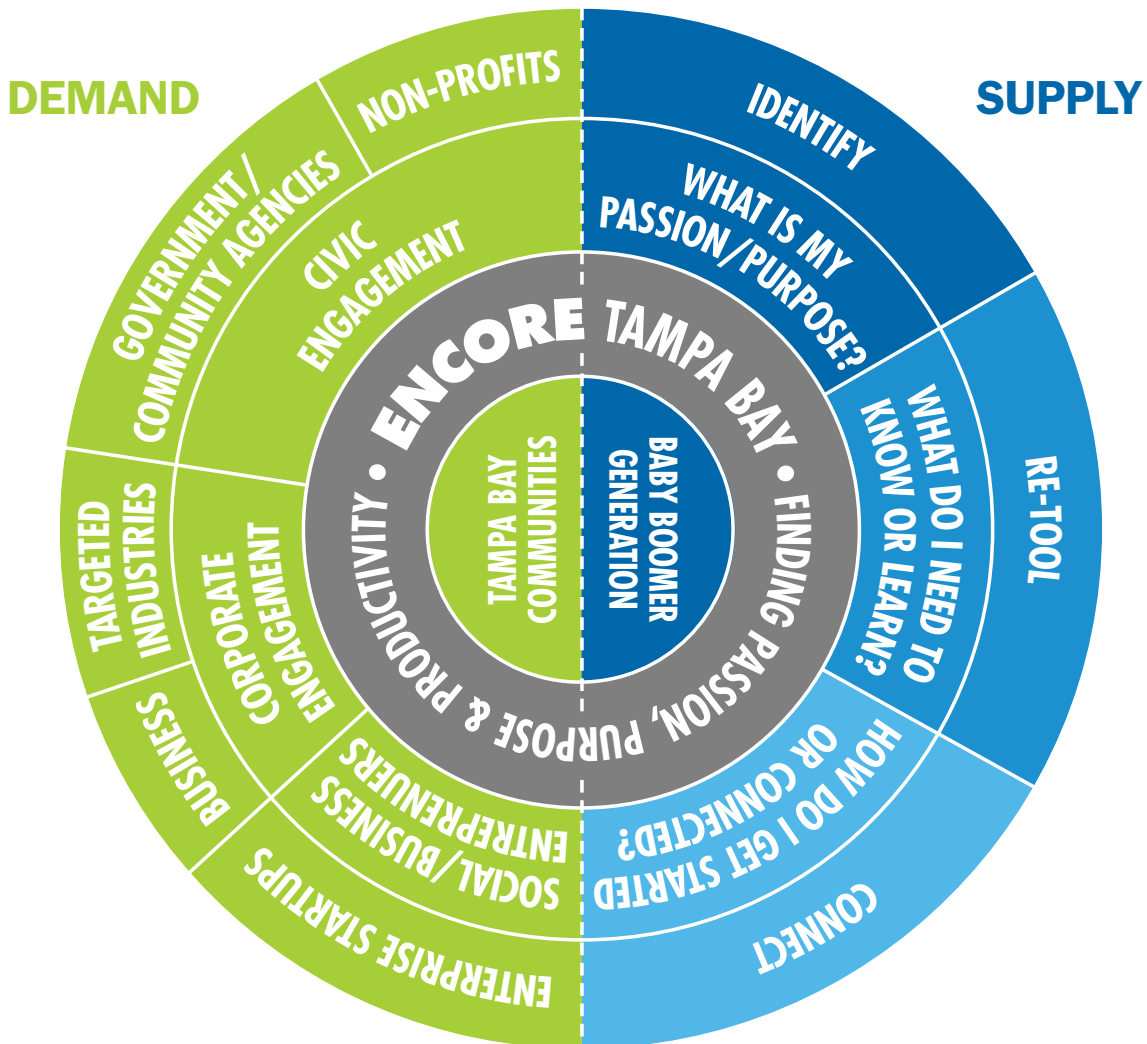 DEMAND
SUPPLY
NON-PROFITS
GOVERNMENT/
COMMUNITY AGENCIES
TARGETED
INDUSTRIES
BUSINESS
ENTERPRISE STARTUPS
CIVIC
ENGAGEMENT
CORPORATE
ENGAGEMENT
SOCIAL/BUSINESS
ENTREPRENUERS
IDENTIFY
WHAT IS MY
PASSION/PURPOSE?
RE-TOOL
WHAT DO I NEED TO
KNOW OR LEARN?
CONNECT
HOW DO I GET STARTED
OR CONNECTED?
ENCORE TAMPA BAY • FINDING PASSION, PURPOSE & PRODUCTIVITY •
TAMPA BAY
COMMUNITIES
BABY BOOMER
GENERATION